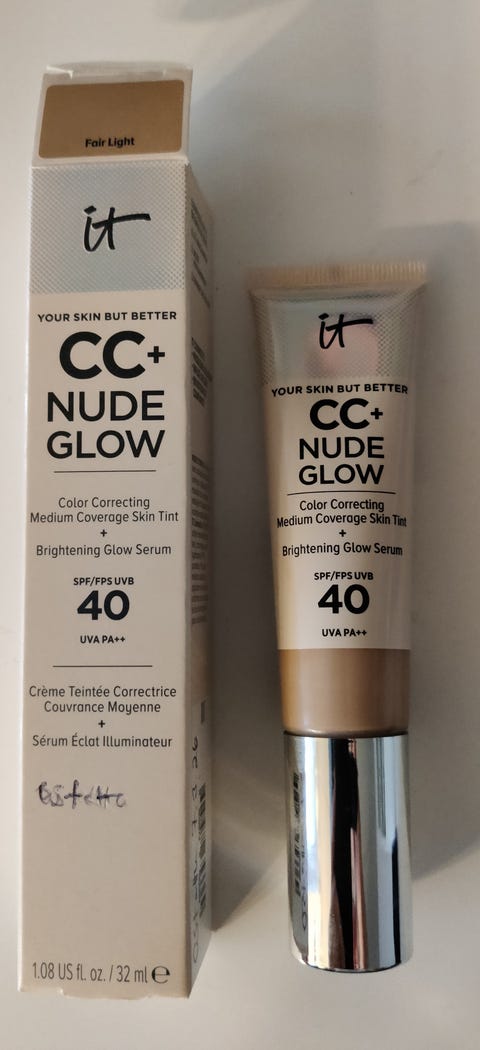 Fair Light
it
YOUR SKIN BUT BETTER
CC+
NUDE
GLOW
Color Correcting
Medium Coverage Skin Tint
+
Brightening Glow Serum
SPF/FPS UVB
40
UVA PA++
Crème Teintée Correctrice
Couvrance Moyenne
+
Sérum Éclat Illuminateur
1.08 US fl. oz. / 32 ml e
it
YOUR SKIN BUT BETTER
CC+
NUDE
GLOW
Color Correcting
Medium Coverage Skin Tint
+
Brightening Glow Serum
SPF/FPS UVB
40
UVA PA++